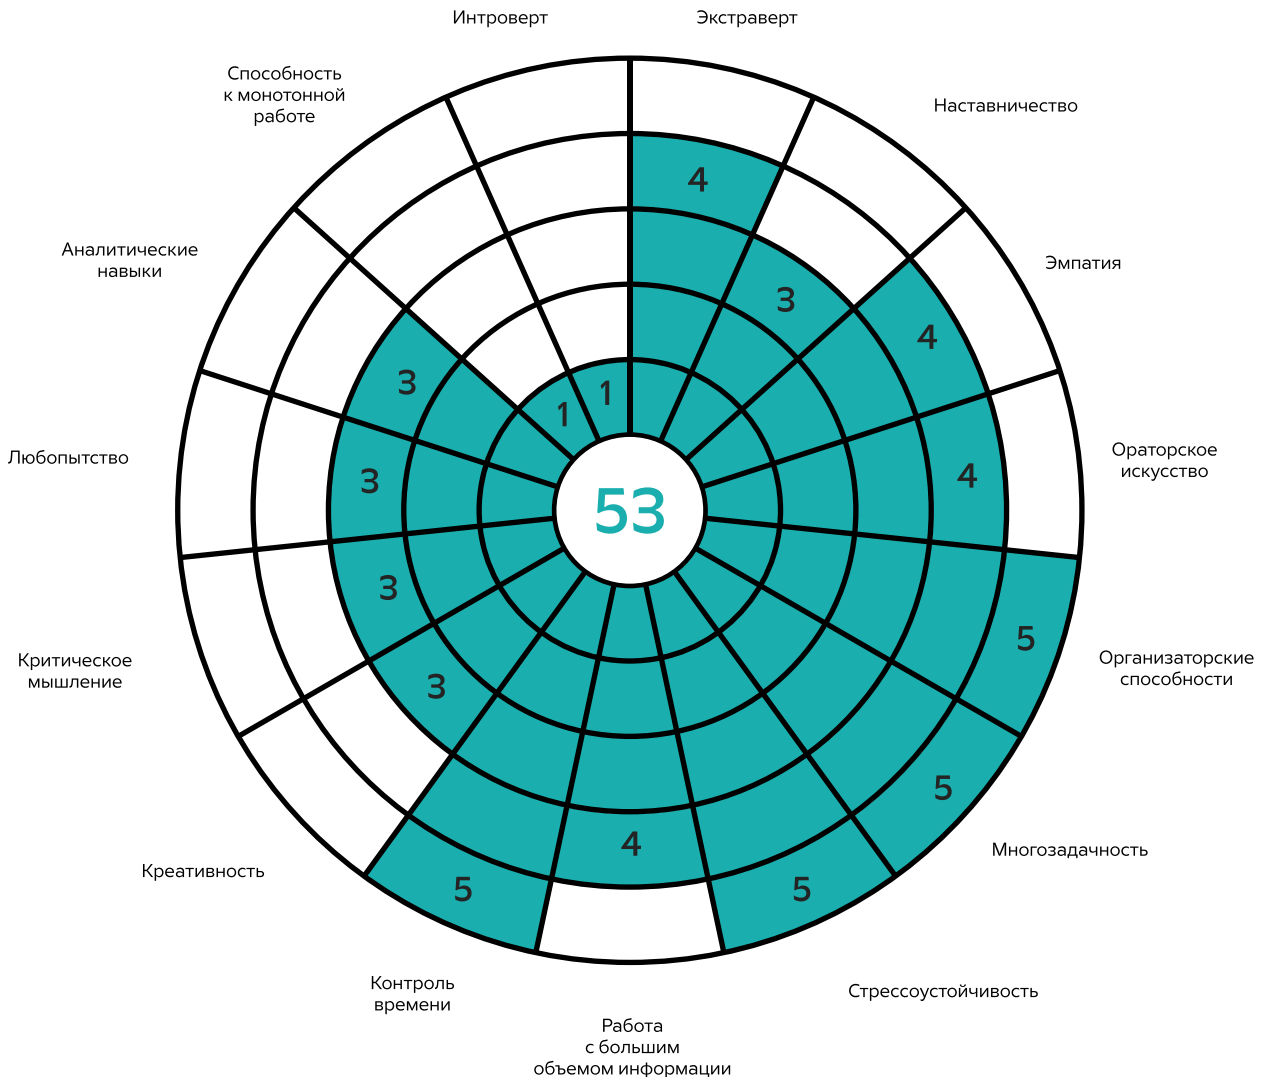 Интроверт
Экстраверт
Способность
к монотонной
работе
Наставничество
Аналитические
навыки
Эмпатия
Любопытство
Ораторское
искусство
Критическое
мышление
Организаторские
способности
Креативность
Многозадачность
Контроль
времени
Стрессоустойчивость
Работа
с большим
объемом информации
4
3
4
3
1
1
3
4
53
3
5
3
5
4
5
5